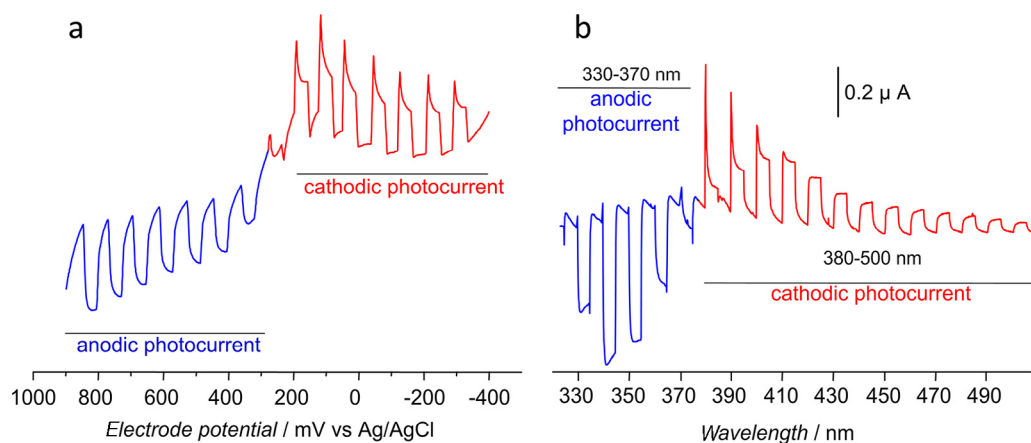 a
cathodic photocurrent
anodic photocurrent
1000 800 600 400 200 0 -200 -400
Electrode potential / mV vs Ag/AgCl
b
330-370 nm
anodic
photocurrent
0.2 µ A
380-500 nm
cathodic photocurrent
330 350 370 390 410 430 450 470 490
Wavelength / nm